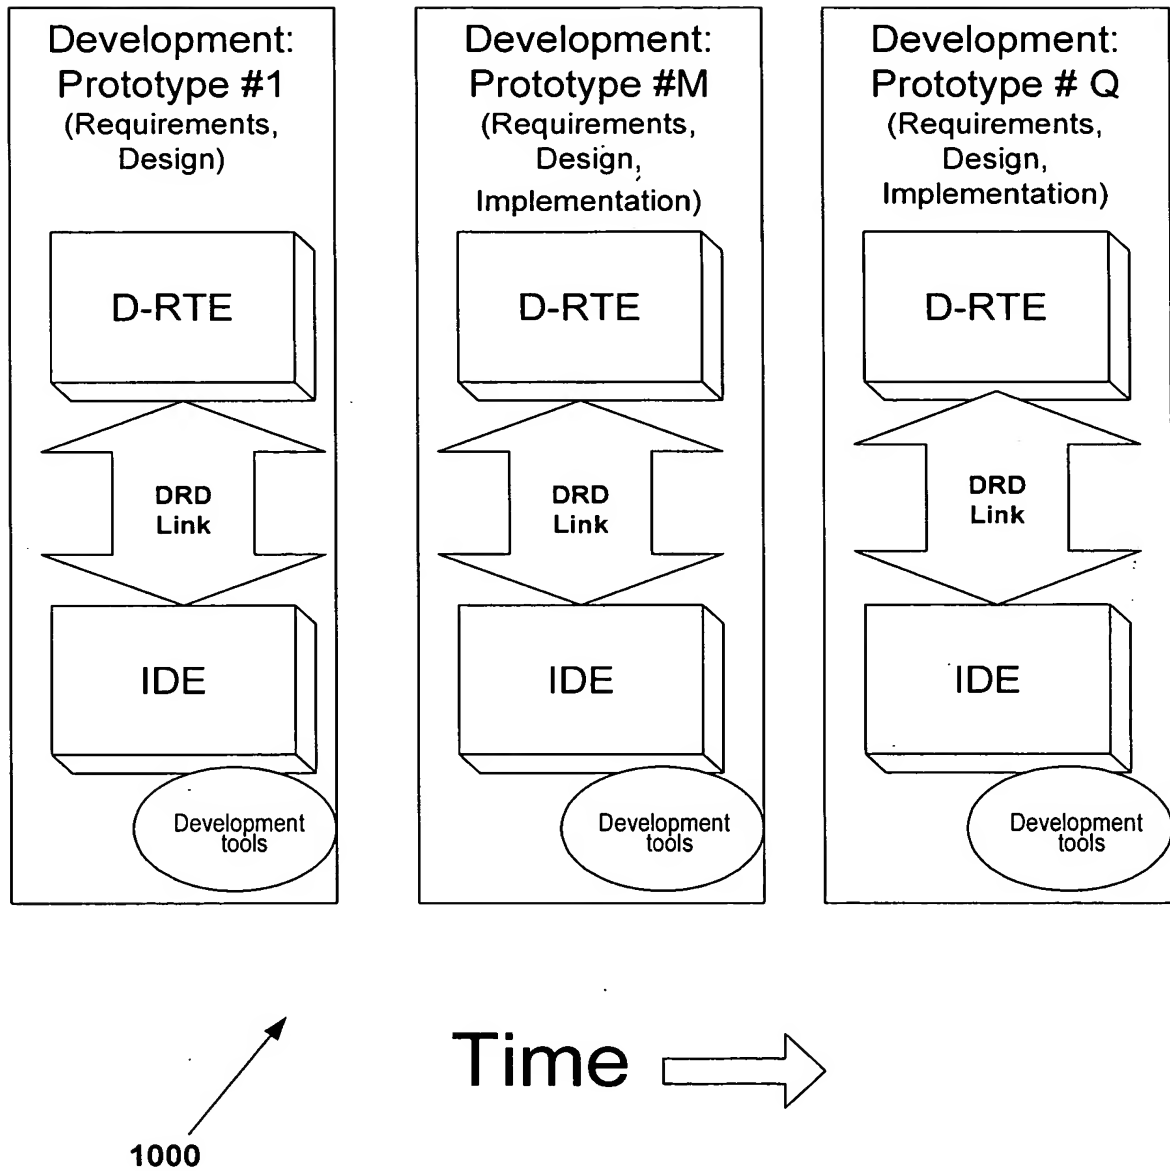 Development:
Prototype #1
(Requirements,
Design)
D-RTE
DRD
Link
IDE
Development
tools
Development:
Prototype #M
(Requirements,
Design,
Implementation)
D-RTE
DRD
Link
IDE
Development
tools
Development:
Prototype # Q
(Requirements,
Design,
Implementation)
D-RTE
DRD
Link
IDE
Development
tools
Time
1000